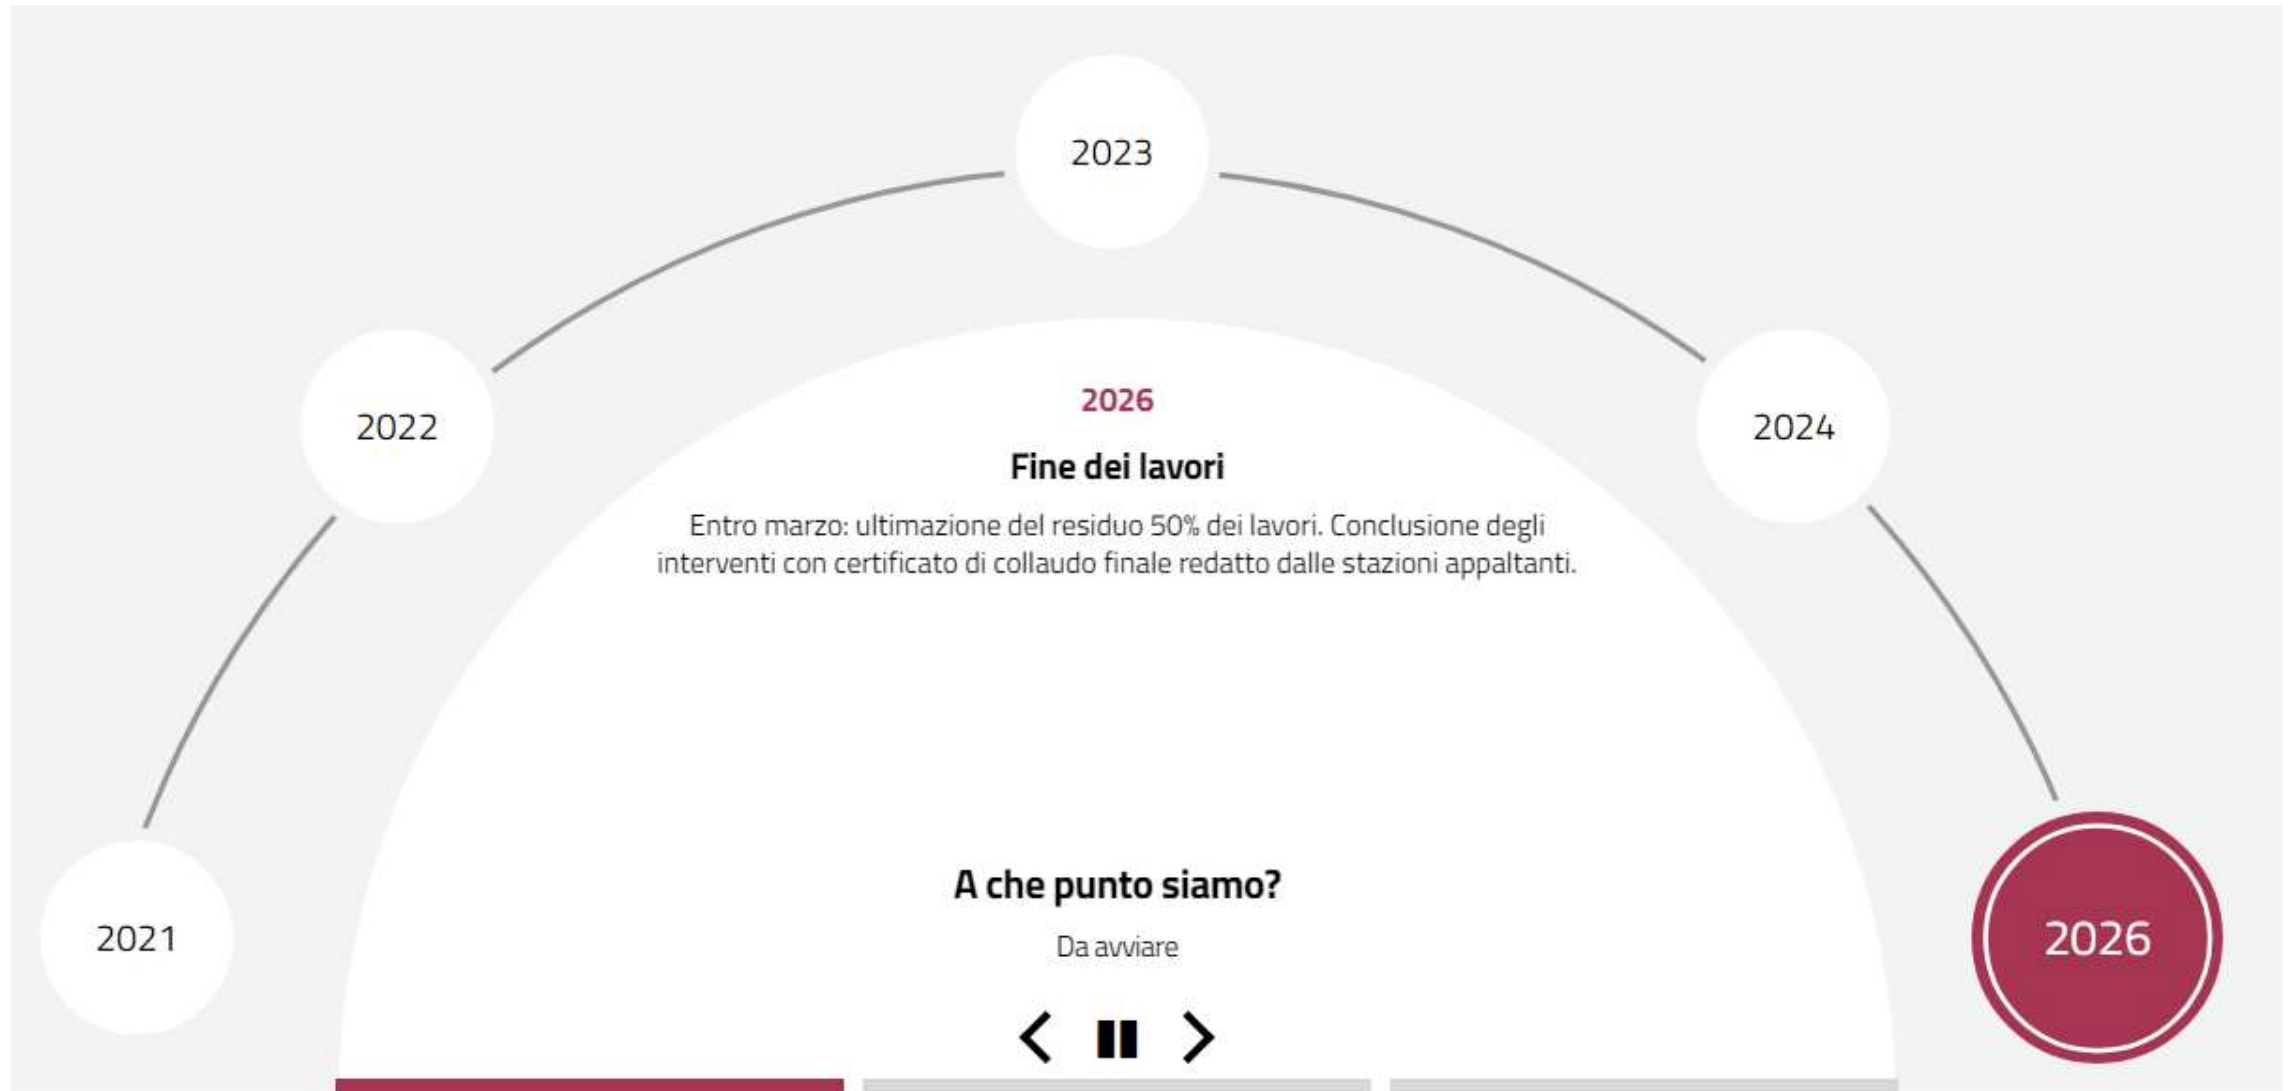 2021
2022
2023
2024
2026
2026
Fine dei lavori
Entro marzo: ultimazione del residuo 50% dei lavori. Conclusione degli
interventi con certificato di collaudo finale redatto dalle stazioni appaltanti.
A che punto siamo?
Da avviare